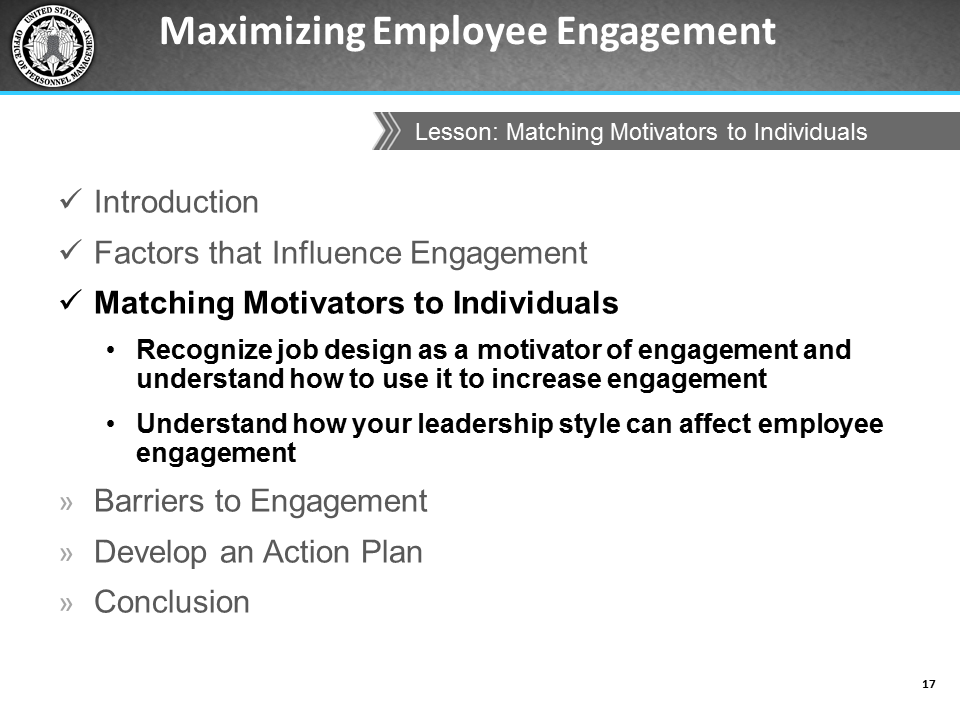 UNITED STATES
OFFICE OF PERSONNEL MANAGEMENT
Maximizing Employee Engagement
Lesson: Matching Motivators to Individuals
✓ Introduction
✓ Factors that Influence Engagement
✓ Matching Motivators to Individuals
• Recognize job design as a motivator of engagement and
understand how to use it to increase engagement
• Understand how your leadership style can affect employee
engagement
» Barriers to Engagement
» Develop an Action Plan
» Conclusion
17